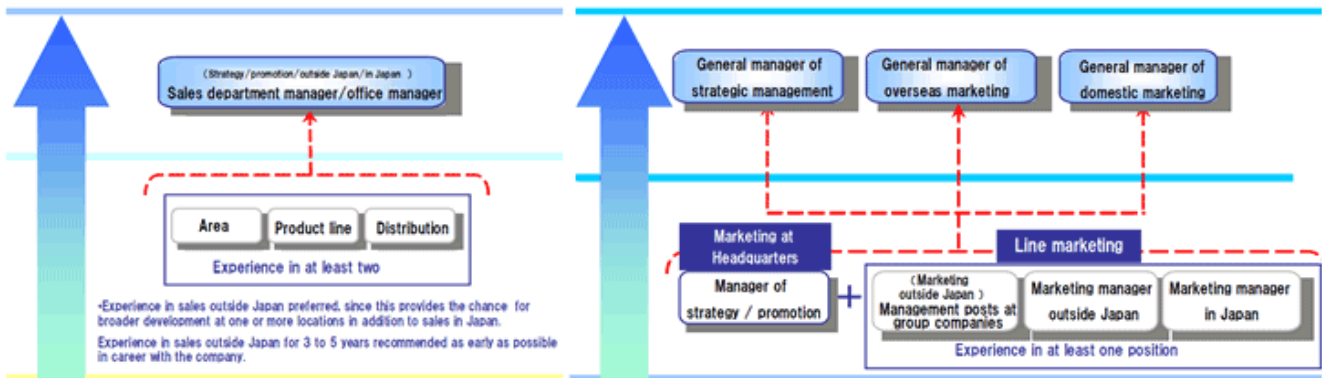 （Strategy/promotion/outside Japan/in Japan ）
Sales department manager/office manager
Area
Product line
Distribution
Experience in at least two
•Experience in sales outside Japan preferred, since this provides the chance for
broader development at one or more locations in addition to sales in Japan.
Experience in sales outside Japan for 3 to 5 years recommended as early as possible
in career with the company.
General manager of
strategic management
General manager of
overseas marketing
General manager of
domestic marketing
Marketing at
Headquarters
Manager of
strategy / promotion
+
Line marketing
（Marketing
outside Japan ）
Management posts at
group companies
Marketing manager
outside Japan
Marketing manager
in Japan
Experience in at least one position